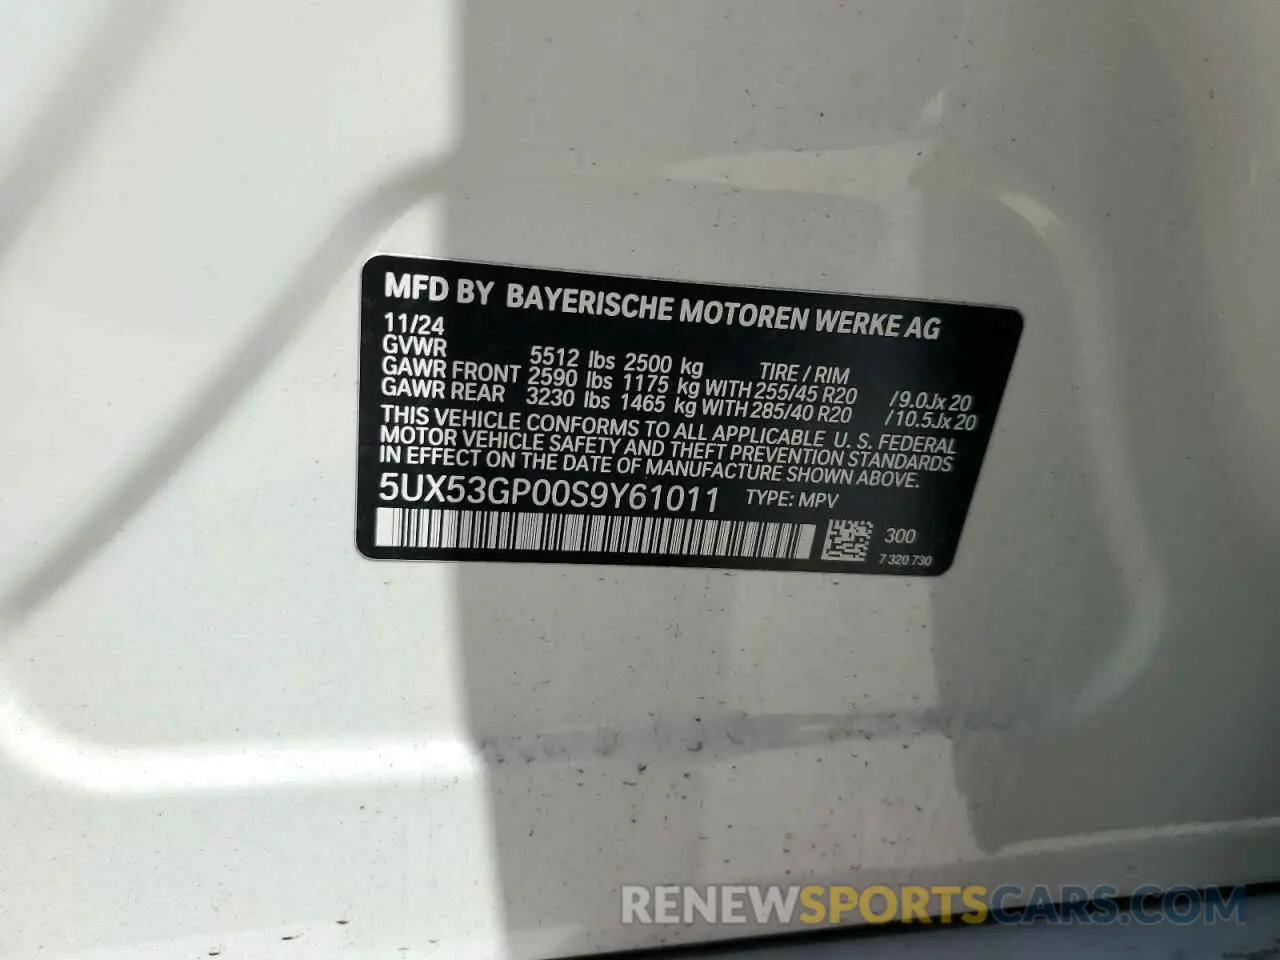 MFD BY BAYERISCHE MOTOREN WERKE AG
11/24
GVWR 5512 lbs 2500 kg TIRE / RIM
GAWR FRONT 2590 lbs 1175 kg WITH 255/45 R20 /9.0Jx20
GAWR REAR 3230 lbs 1465 kg WITH 285/40 R20 /10.5Jx20
THIS VEHICLE CONFORMS TO ALL APPLICABLE U. S. FEDERAL
MOTOR VEHICLE SAFETY AND THEFT PREVENTION STANDARDS
IN EFFECT ON THE DATE OF MANUFACTURE SHOWN ABOVE.
5UX53GP00S9Y61011 TYPE: MPV
300
7 320 730
RENEWSPORTSCARS.COM